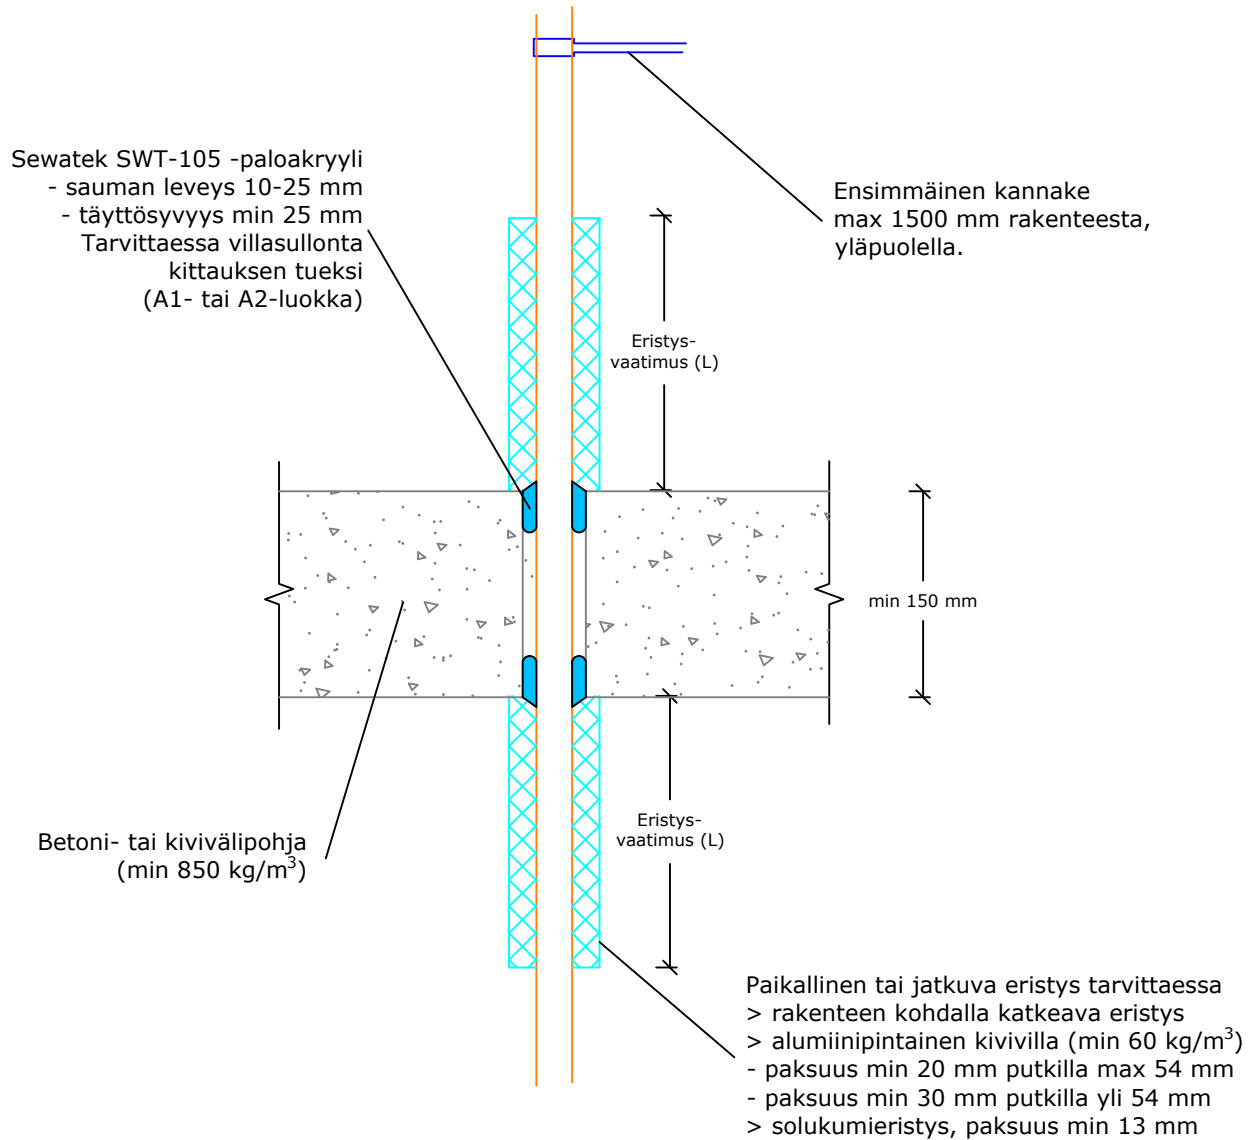 Sewatek SWT-105 -paloakryyli
- sauman leveys 10-25 mm
- täyttösyvyys min 25 mm
Tarvittaessa villasullonta
kittauksen tueksi
(A1- tai A2-luokka)
Ensimmäinen kannake
max 1500 mm rakenteesta,
yläpuolella.
Eristys-
vaatimus (L)
min 150 mm
Betoni- tai kivivälipohja
(min 850 kg/m³)
Eristys-
vaatimus (L)
Paikallinen tai jatkuva eristys tarvittaessa
> rakenteen kohdalla katkeava eristys
> alumiinipintainen kivivilla (min 60 kg/m³)
- paksuus min 20 mm putkilla max 54 mm
- paksuus min 30 mm putkilla yli 54 mm
> solukumieristys, paksuus min 13 mm